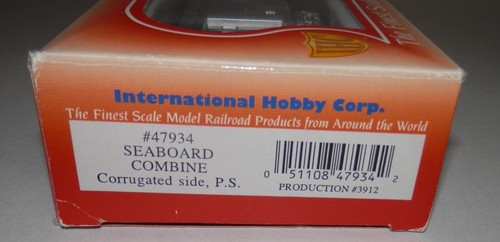 International Hobby Corp.
The Finest Scale Model Railroad Products from Around the World
#47934
SEABOARD
COMBINE
Corrugated side, P.S.
0 51108 47934 2
PRODUCTION #3912